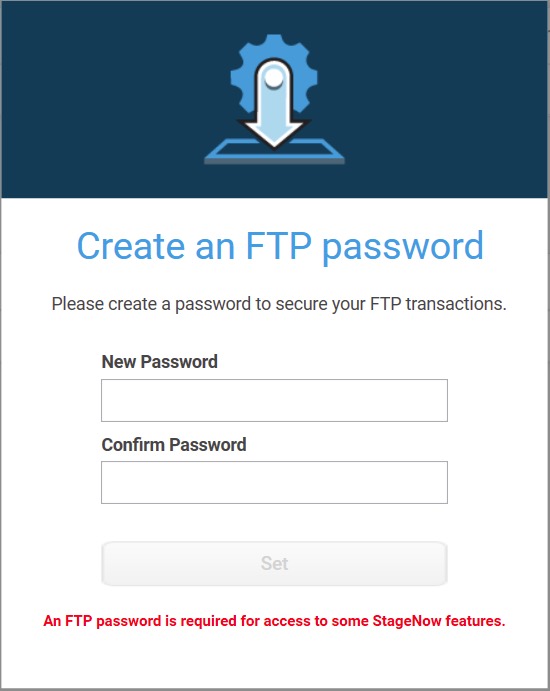 Create an FTP password
Please create a password to secure your FTP transactions.
New Password
Confirm Password
Set
An FTP password is required for access to some StageNow features.